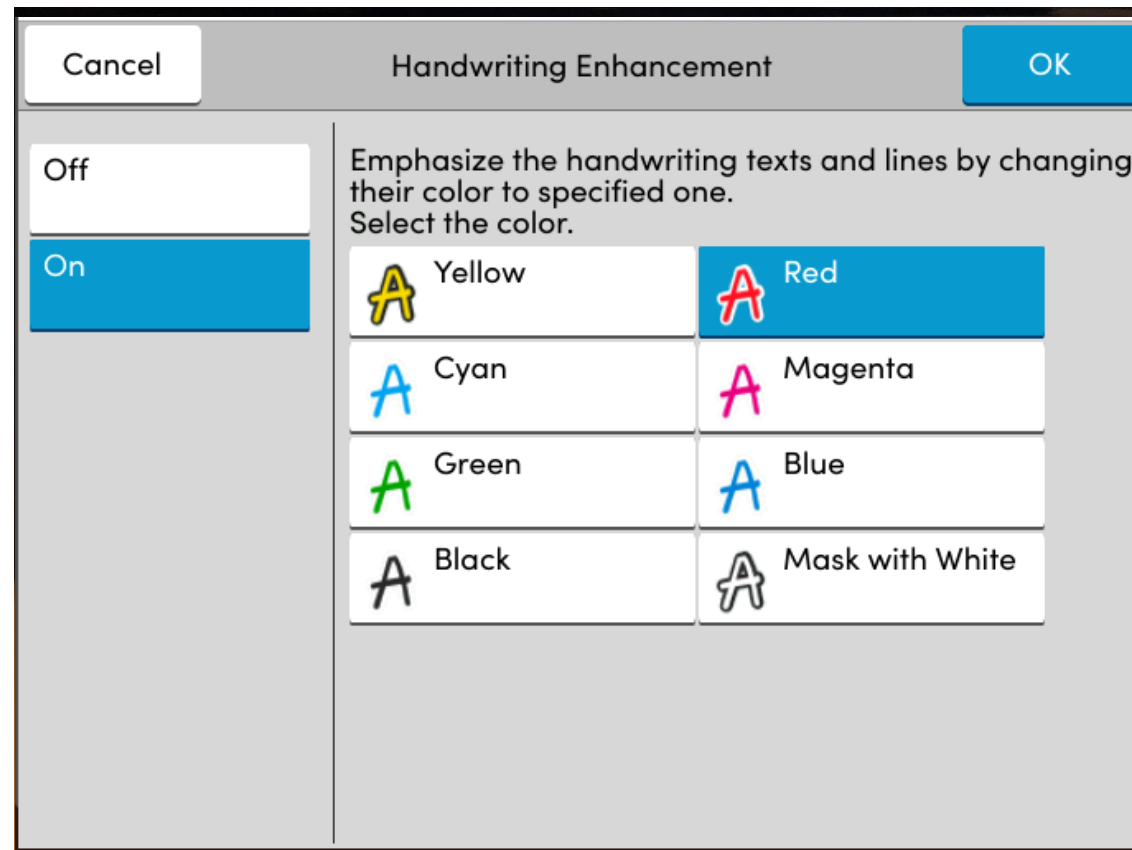 Cancel
Handwriting Enhancement
OK
Off
On
Emphasize the handwriting texts and lines by changing
their color to specified one.
Select the color.
A Yellow
A Red
A Cyan
A Magenta
A Green
A Blue
A Black
A Mask with White